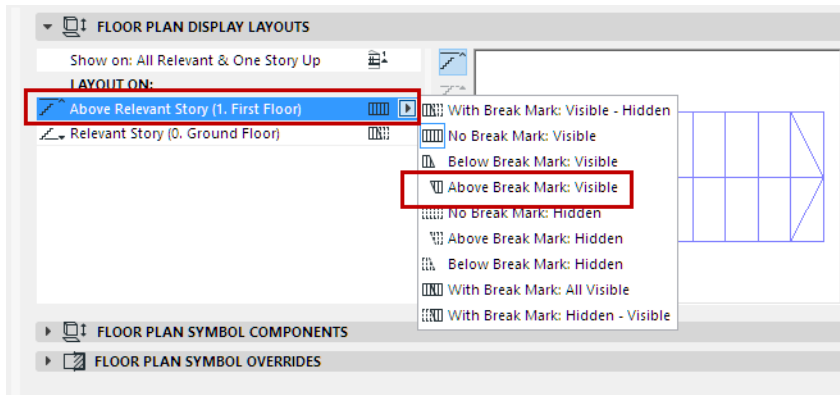 FLOOR PLAN DISPLAY LAYOUTS
Show on: All Relevant & One Story Up
LAYOUT ON:
Above Relevant Story (1. First Floor)
Relevant Story (0. Ground Floor)
With Break Mark: Visible - Hidden
No Break Mark: Visible
Below Break Mark: Visible
Above Break Mark: Visible
No Break Mark: Hidden
Above Break Mark: Hidden
Below Break Mark: Hidden
With Break Mark: All Visible
With Break Mark: Hidden - Visible
FLOOR PLAN SYMBOL COMPONENTS
FLOOR PLAN SYMBOL OVERRIDES